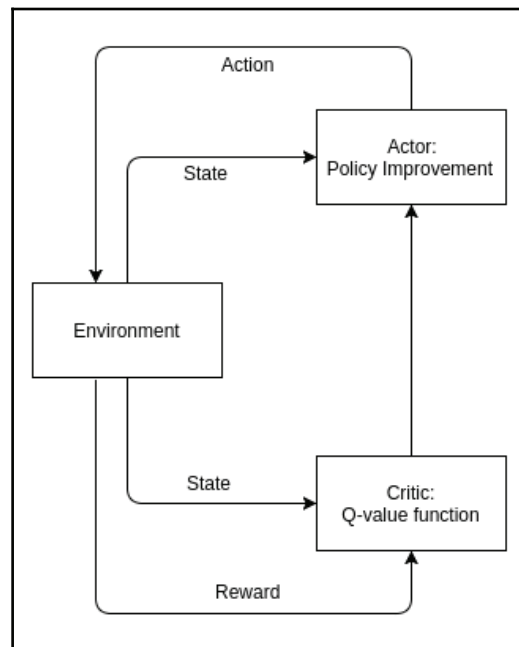 Action
Actor:
Policy Improvement
State
Environment
State
Critic:
Q-value function
Reward